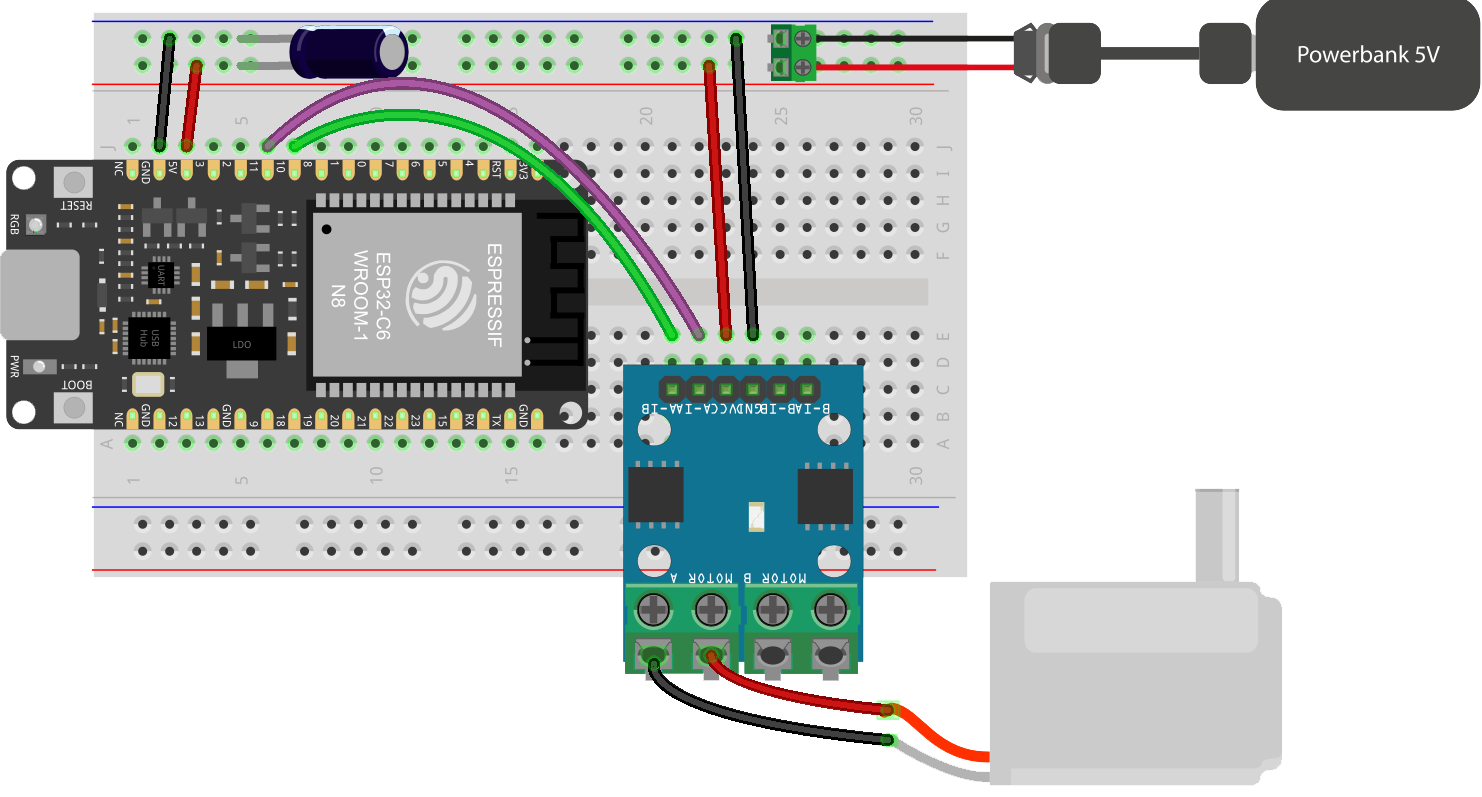 Powerbank 5V
1 5 10 15 20 25 30
J J
I
H
G
F
NC GND 5V 3 2 11 10 8 1 0 7 6 5 4 RST 3V3
RESET
RGB
UART
USB Hub
LDO
PWR
BOOT
ESPRESSIF
ESP32-C6
WROOM-1
N8
NC GND 12 13 GND 9 18 19 20 21 22 23 15 RX TX GND
E
D
C
B
A A
1 5 10 15 30
B-IA B-IB GND VCC A-IA A-IB
MOTOR B MOTOR A